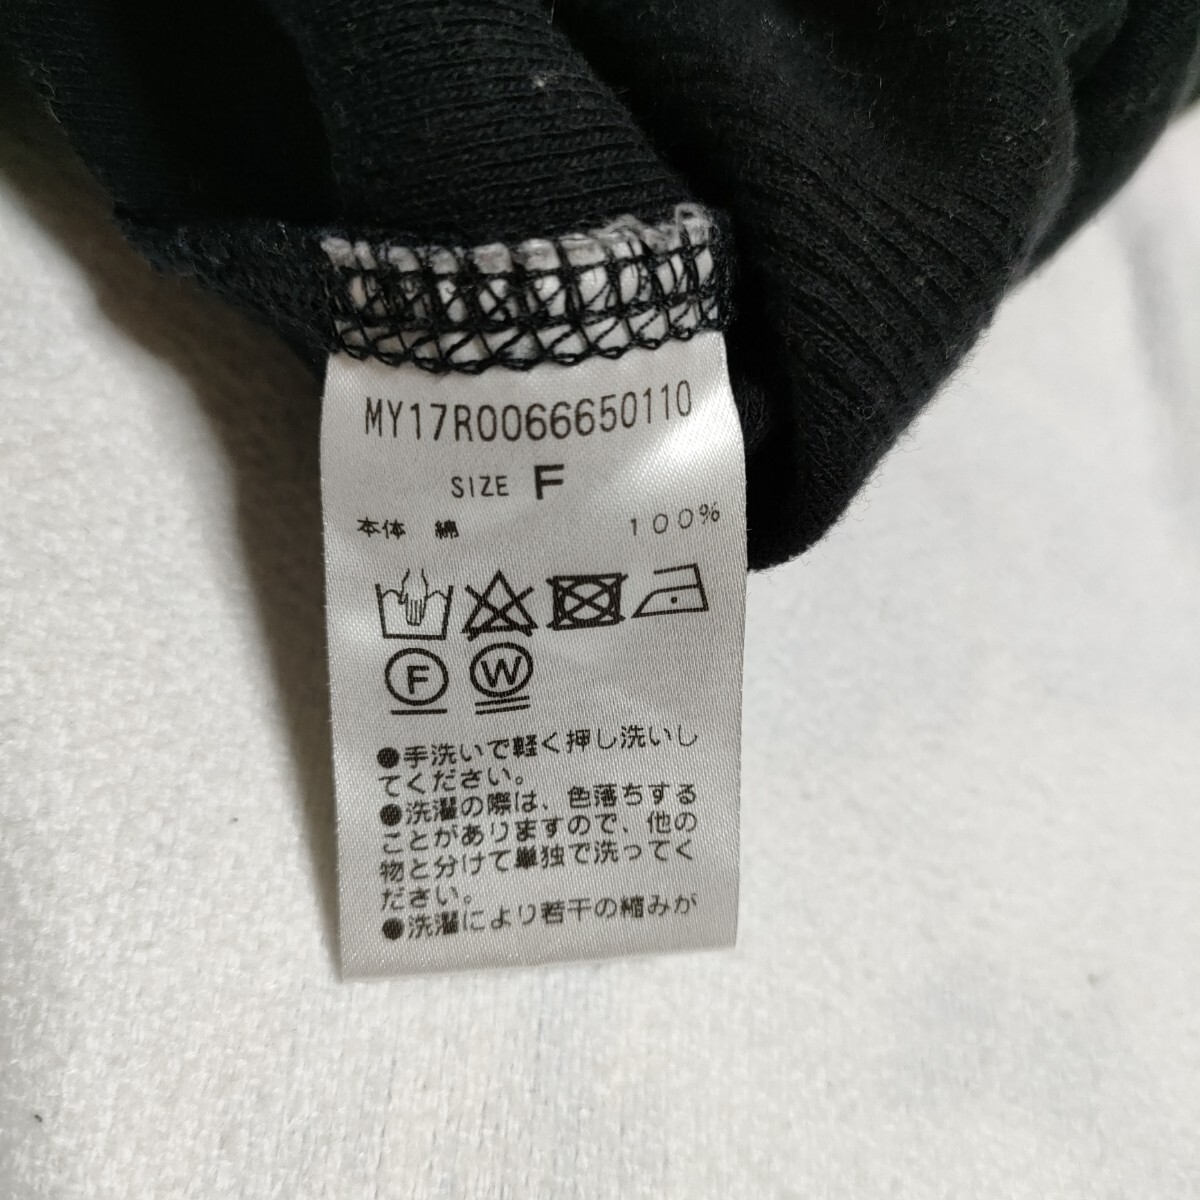 MY17R0066650110
SIZE F
本体 綿 100%
F W
●手洗いで軽く押し洗いし
てください。
●洗濯の際は、色落ちする
ことがありますので、他の
物と分けて単独で洗ってく
ださい。
●洗濯により若干の縮みが